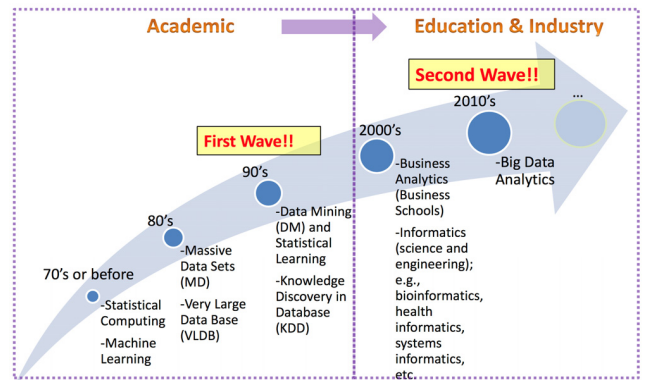 Academic
Education & Industry
First Wave!!
Second Wave!!
70's or before
-Statistical
Computing
-Machine
Learning
80's
-Massive
Data Sets
(MD)
-Very Large
Data Base
(VLDB)
90's
-Data Mining
(DM) and
Statistical
Learning
-Knowledge
Discovery in
Database
(KDD)
2000's
-Business
Analytics
(Business
Schools)
-Informatics
(science and
engineering);
e.g.,
bioinformatics,
health
informatics,
systems
informatics,
etc.
2010's
-Big Data
Analytics
...